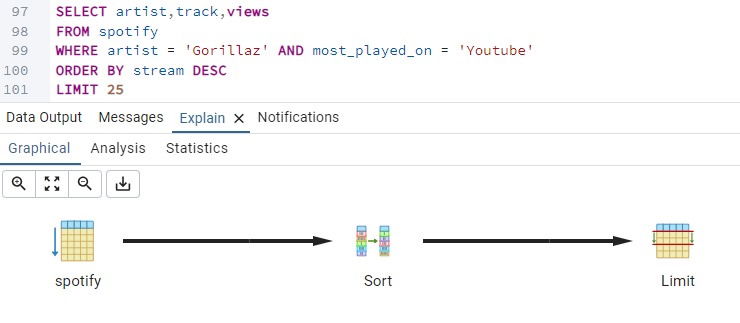 97 SELECT artist,track,views
98 FROM spotify
99 WHERE artist = 'Gorillaz' AND most_played_on = 'Youtube'
100 ORDER BY stream DESC
101 LIMIT 25
Data Output Messages Explain × Notifications
Graphical Analysis Statistics
spotify Sort Limit